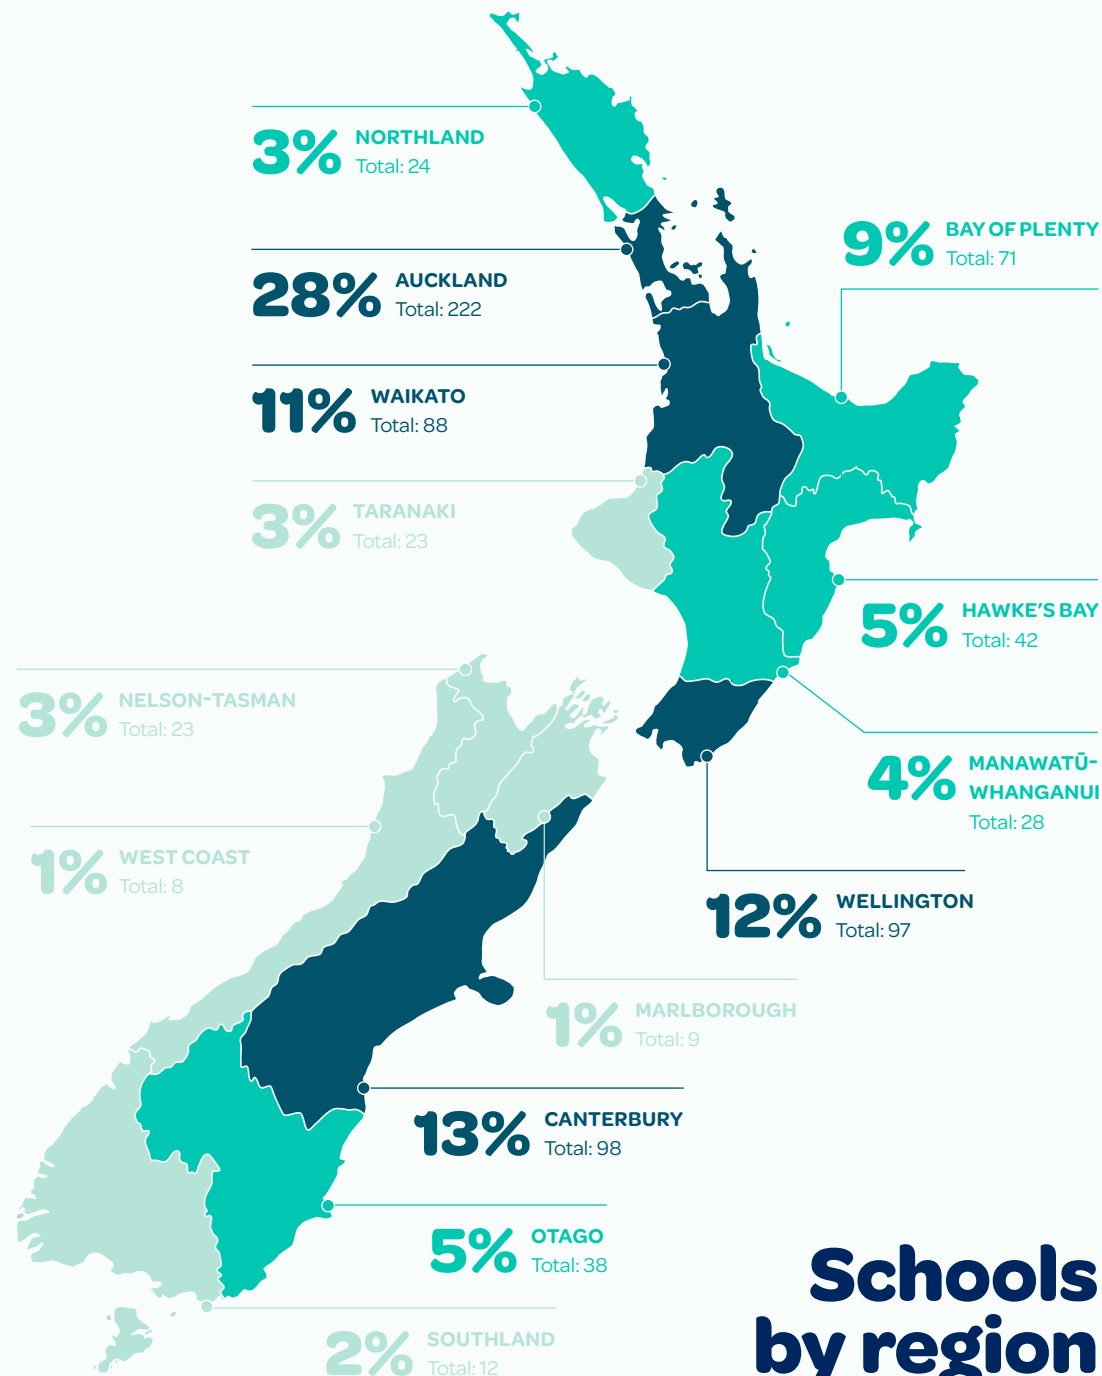 3% NORTHLAND
Total: 24
28% AUCKLAND
Total: 222
11% WAIKATO
Total: 88
3% TARANAKI
Total: 23
9% BAY OF PLENTY
Total: 71
5% HAWKE'S BAY
Total: 42
4% MANAWATŪ-
WHANGANUI
Total: 28
12% WELLINGTON
Total: 97
3% NELSON-TASMAN
Total: 23
1% WEST COAST
Total: 8
1% MARLBOROUGH
Total: 9
13% CANTERBURY
Total: 98
5% OTAGO
Total: 38
2% SOUTHLAND
Total: 12
Schools
by region